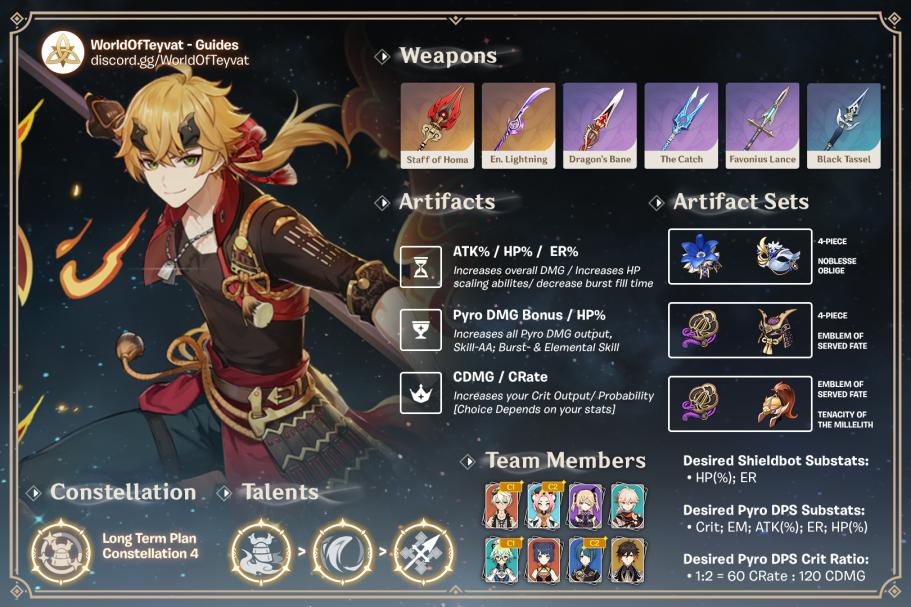 WorldOfTeyvat - Guides
discord.gg/WorldOfTeyvat
Weapons
Staff of Homa
En. Lightning
Dragon's Bane
The Catch
Favonius Lance
Black Tassel
Artifacts
ATK% / HP% / ER%
Increases overall DMG / Increases HP
scaling abilites/ decrease burst fill time
Pyro DMG Bonus / HP%
Increases all Pyro DMG output,
Skill-AA; Burst- & Elemental Skill
CDMG / CRate
Increases your Crit Output/ Probability
[Choice Depends on your stats]
Artifact Sets
4-PIECE
NOBLESSE
OBLIGE
4-PIECE
EMBLEM OF
SERVED FATE
EMBLEM OF
SERVED FATE
TENACITY OF
THE MILLELITH
Constellation
Long Term Plan
Constellation 4
Talents
>
>
Team Members
C1
C2
C1
C2
Desired Shieldbot Substats:
• HP(%); ER
Desired Pyro DPS Substats:
• Crit; EM; ATK(%); ER; HP(%)
Desired Pyro DPS Crit Ratio:
• 1:2 = 60 CRate : 120 CDMG